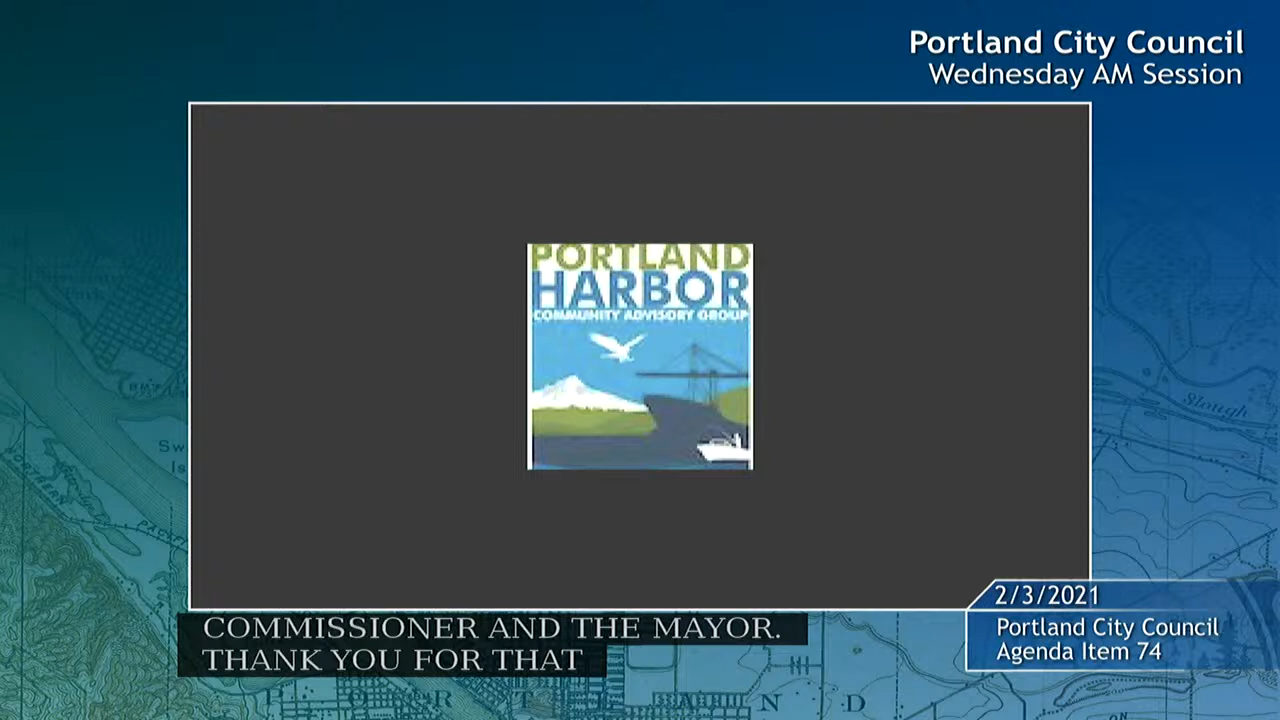 Portland City Council
Wednesday AM Session
PORTLAND
HARBOR
COMMUNITY ADVISORY GROUP
Slough
2/3/2021
Portland City Council
Agenda Item 74
COMMISSIONER AND THE MAYOR.
THANK YOU FOR THAT